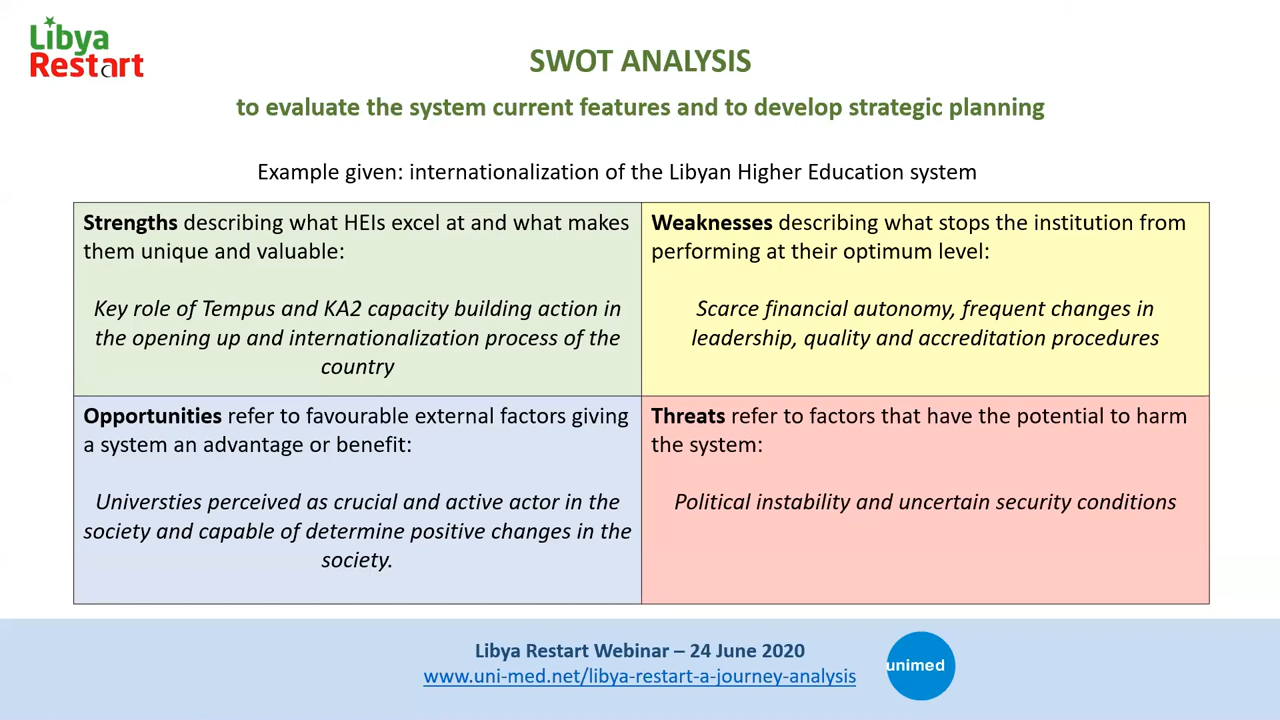 Libya
Restart
SWOT ANALYSIS
to evaluate the system current features and to develop strategic planning
Example given: internationalization of the Libyan Higher Education system
Strengths describing what HEIs excel at and what makes
them unique and valuable:
Key role of Tempus and KA2 capacity building action in
the opening up and internationalization process of the
country
Weaknesses describing what stops the institution from
performing at their optimum level:
Scarce financial autonomy, frequent changes in
leadership, quality and accreditation procedures
Opportunities refer to favourable external factors giving
a system an advantage or benefit:
Universties perceived as crucial and active actor in the
society and capable of determine positive changes in the
society.
Threats refer to factors that have the potential to harm
the system:
Political instability and uncertain security conditions
Libya Restart Webinar – 24 June 2020
www.uni-med.net/libya-restart-a-journey-analysis
unimed